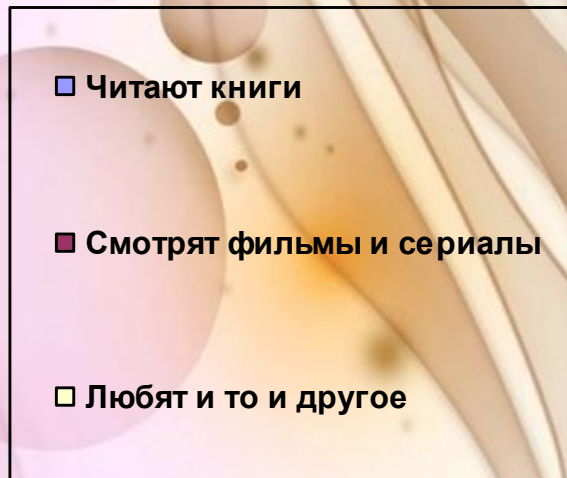 Читают книги
Смотрят фильмы и сериалы
Любят и то и другое